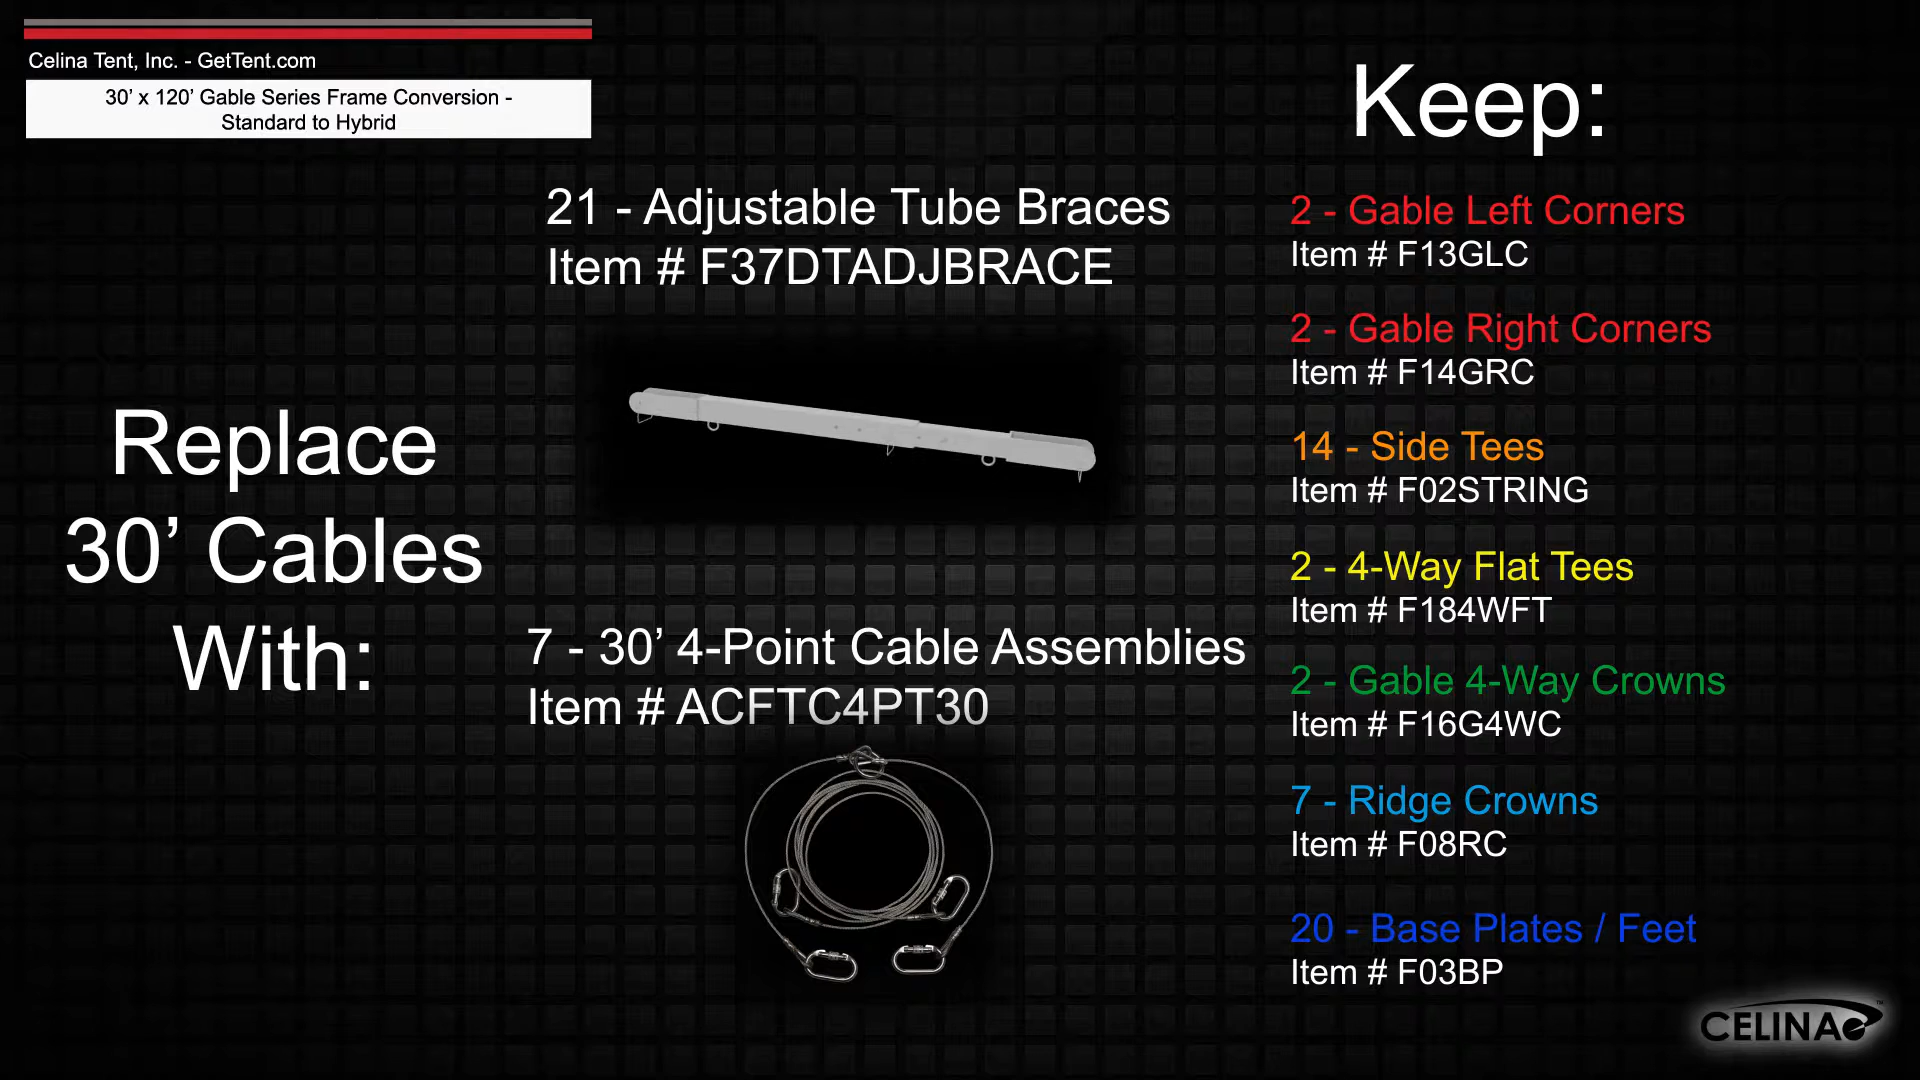 Celina Tent, Inc. - GetTent.com
30’ x 120’ Gable Series Frame Conversion -
Standard to Hybrid
Replace
30’ Cables
With:
21 - Adjustable Tube Braces
Item # F37DTADJBRACE
7 - 30’ 4-Point Cable Assemblies
Item # ACFTC4PT30
Keep:
2 - Gable Left Corners
Item # F13GLC
2 - Gable Right Corners
Item # F14GRC
14 - Side Tees
Item # F02STRING
2 - 4-Way Flat Tees
Item # F184WFT
2 - Gable 4-Way Crowns
Item # F16G4WC
7 - Ridge Crowns
Item # F08RC
20 - Base Plates / Feet
Item # F03BP
CELINA™